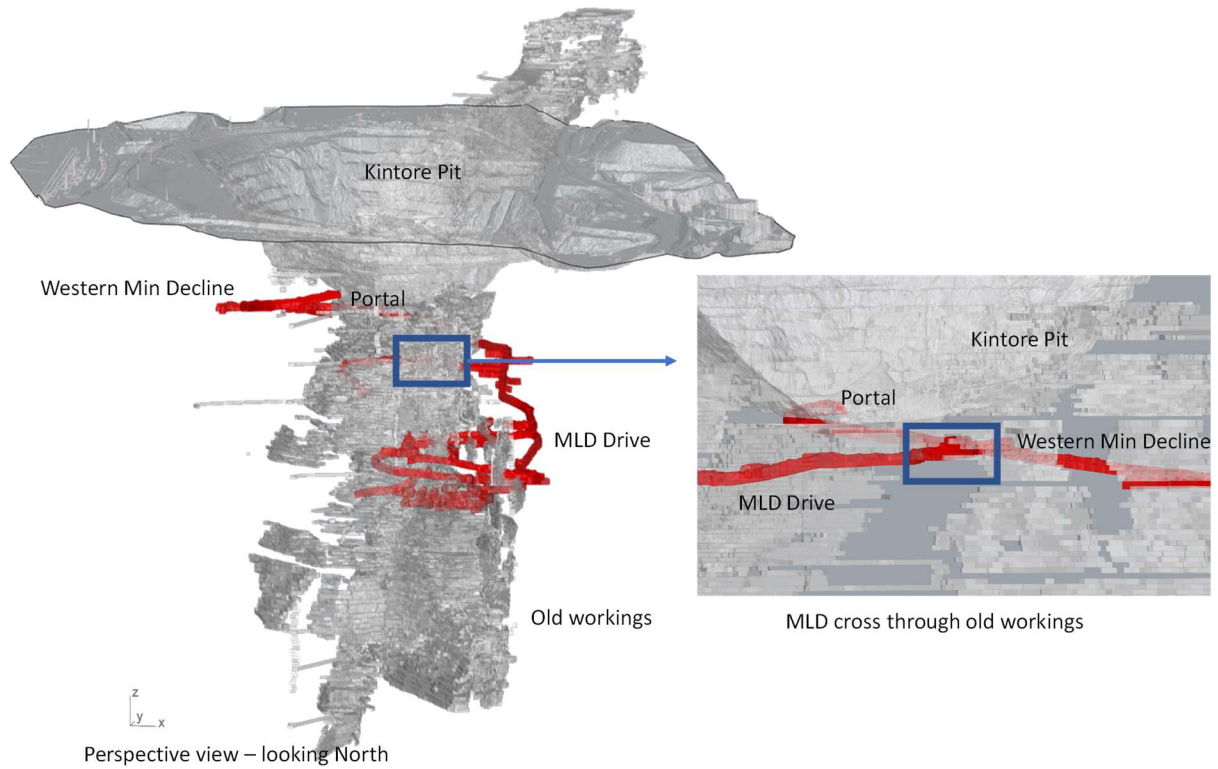 Kintore Pit
Western Min Decline
Portal
MLD Drive
Old workings
z
y
x
Perspective view – looking North
Kintore Pit
Portal
Western Min Decline
MLD Drive
MLD cross through old workings